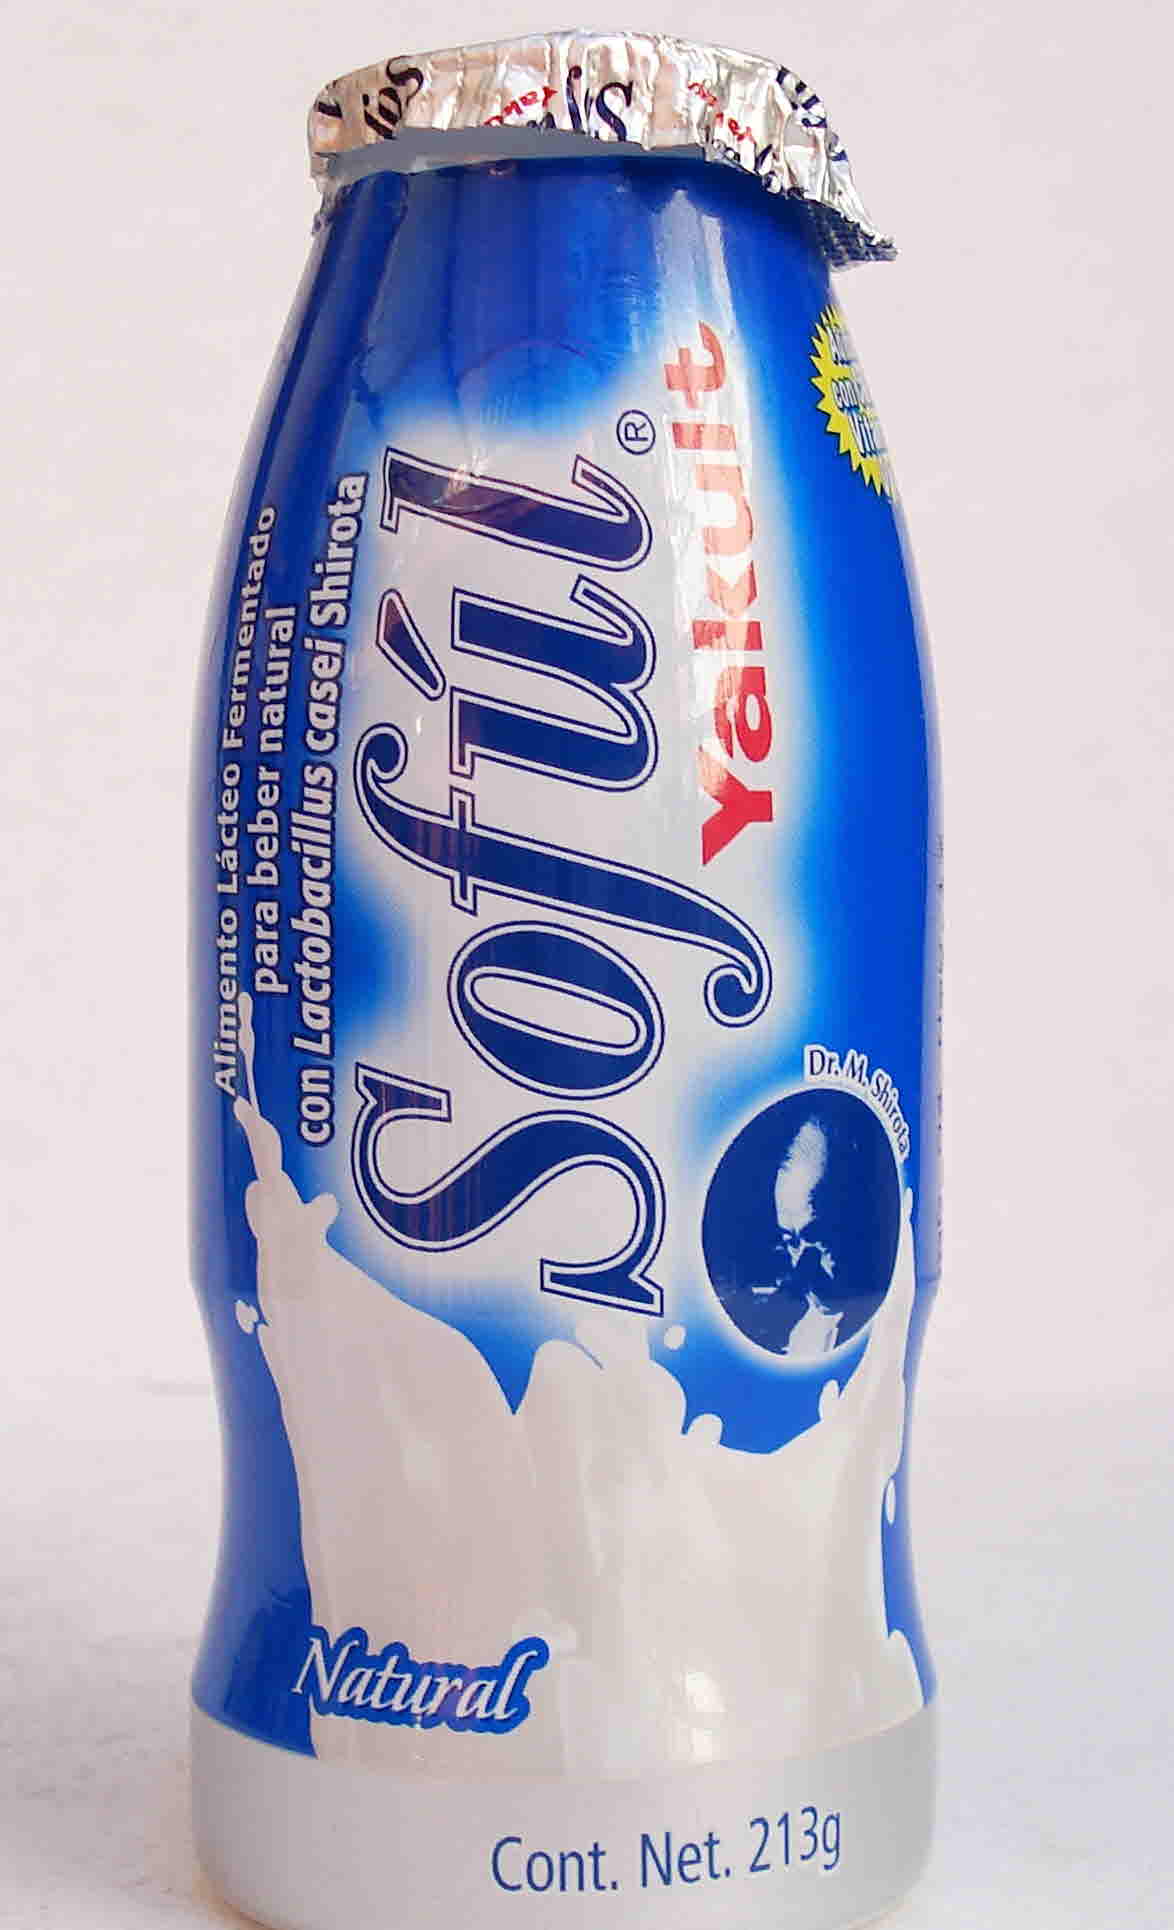 Alimento Lácteo Fermentado
para beber natural
con Lactobacillus casei Shirota
Sofúl®
Yakult
Dr. M. Shirota
Natural
Cont. Net. 213g